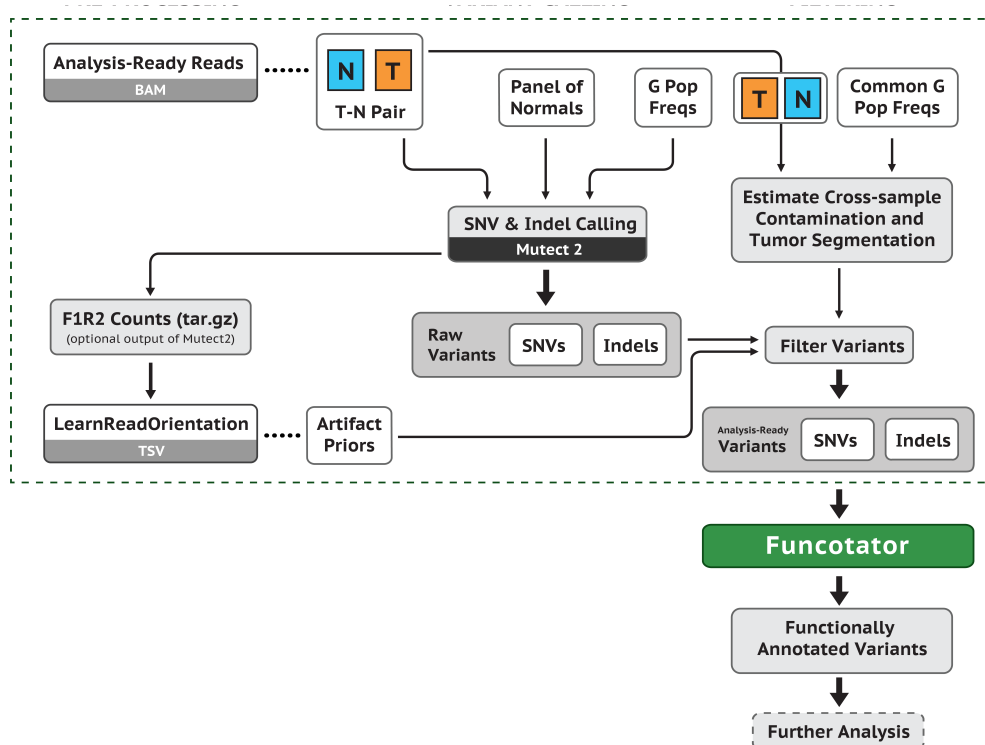 Analysis-Ready Reads
BAM
N T
T-N Pair
Panel of
Normals
G Pop
Freqs
T N
Common G
Pop Freqs
Estimate Cross-sample
Contamination and
Tumor Segmentation
SNV & Indel Calling
Mutect 2
F1R2 Counts (tar.gz)
(optional output of Mutect2)
Raw
Variants
SNVs
Indels
Filter Variants
LearnReadOrientation
TSV
Artifact
Priors
Analysis-Ready
Variants
SNVs
Indels
Funcotator
Functionally
Annotated Variants
Further Analysis